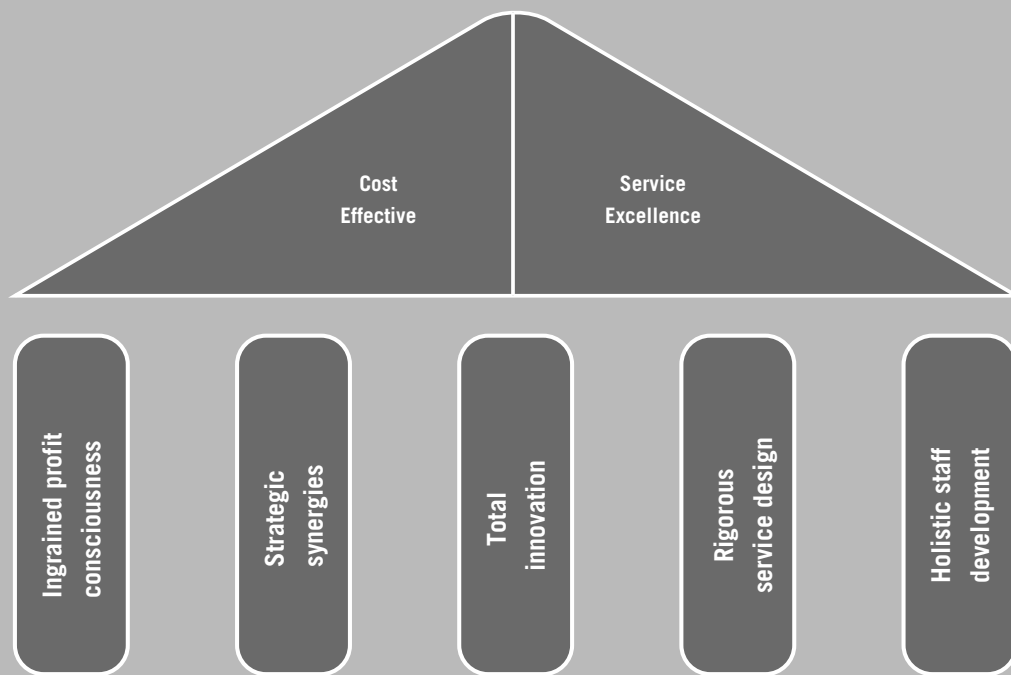 Cost
Effective
Service
Excellence
Ingrained profit
consciousness
Strategic
synergies
Total
innovation
Rigorous
service design
Holistic staff
development